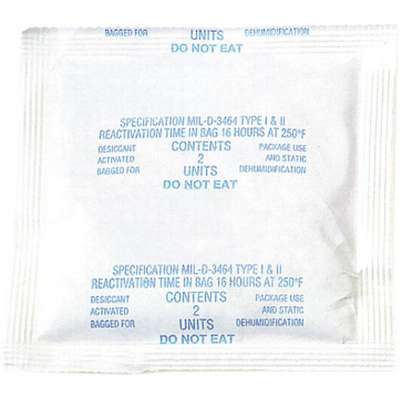 BAGGED FOR UNITS DEHUMIDIFICATION
DO NOT EAT
SPECIFICATION MIL-D-3464 TYPE I & II
REACTIVATION TIME IN BAG 16 HOURS AT 250°F
DESICCANT CONTENTS PACKAGE USE
ACTIVATED 2 AND STATIC
BAGGED FOR UNITS DEHUMIDIFICATION
DO NOT EAT
SPECIFICATION MIL-D-3464 TYPE I & II
REACTIVATION TIME IN BAG 16 HOURS AT 250°F
DESICCANT CONTENTS PACKAGE USE
ACTIVATED 2 AND STATIC
BAGGED FOR UNITS DEHUMIDIFICATION
DO NOT EAT